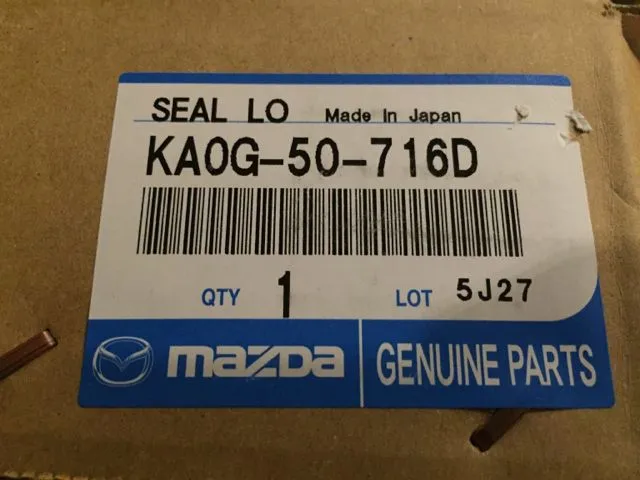 SEAL LO Made In Japan
KA0G-50-716D
QTY 1 LOT 5J27
mazda GENUINE PARTS